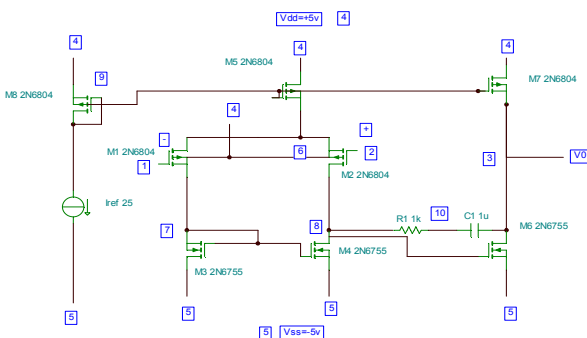 Vdd=+5v 4
4 4 4
M5 2N6804
M7 2N6804
9
M8 2N6804
4
- +
M1 2N6804
6
1 2
3 V0
M2 2N6804
Iref 25
7 8 R1 1k 10 C1 1u
M6 2N6755
M4 2N6755
M3 2N6755
5 5 5 5
5 Vss=-5v